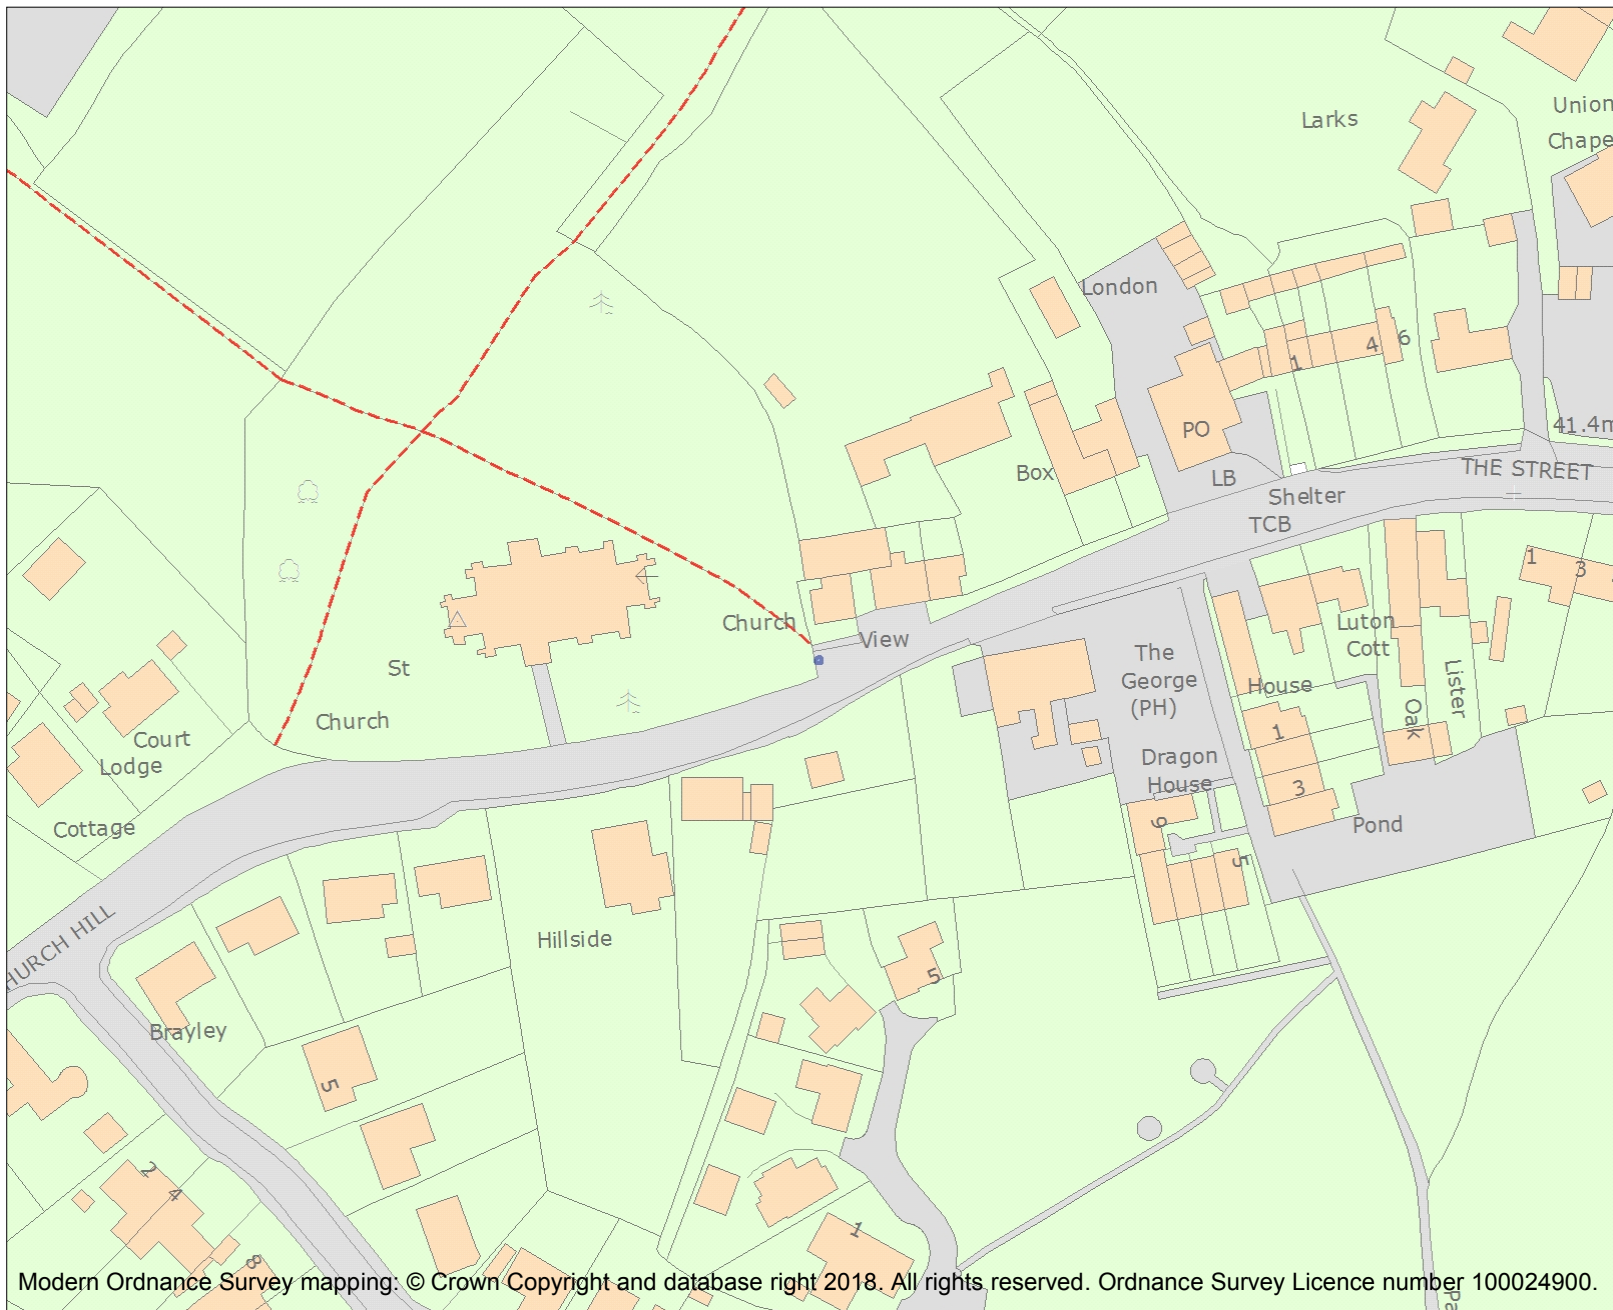 Larks
Union
Chape
London
1
4
6
PO
41.4m
Box
THE STREET
LB
Shelter
TCB
1
3
Church
View
Luton
Cott
The
George
(PH)
St
House
Lister
Church
Oak
1
Court
Lodge
Dragon
House
3
Cottage
9
Pond
5
HURCH HILL
Hillside
5
Brayley
5
2
4
1
8
Modern Ordnance Survey mapping: © Crown Copyright and database right 2018. All rights reserved. Ordnance Survey Licence number 100024900.
Pa